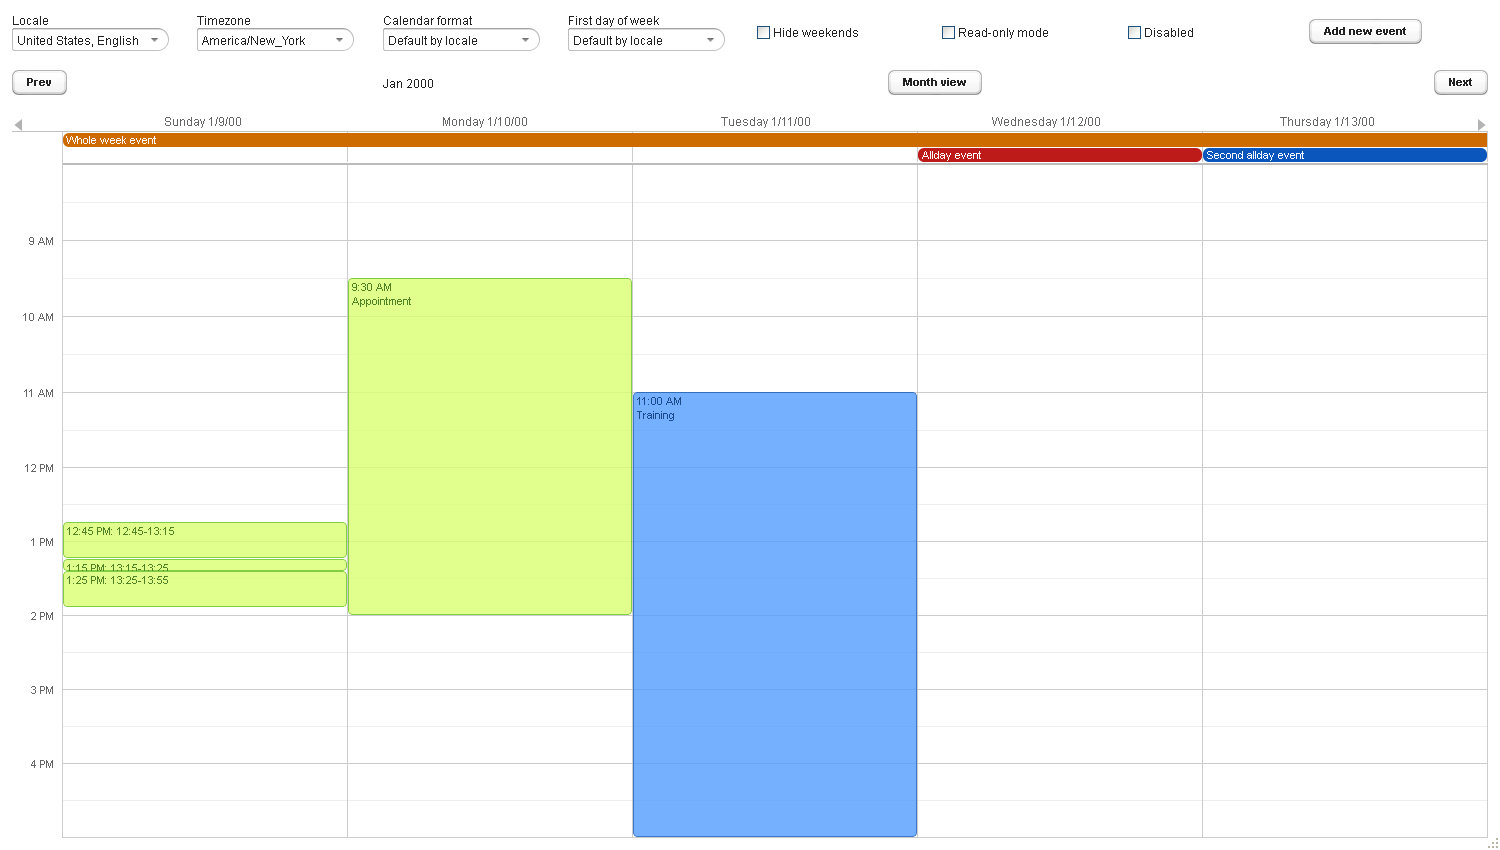 Locale
Timezone
Calendar format
First day of week
United States, English
America/New_York
Default by locale
Default by locale
Hide weekends
Read-only mode
Disabled
Add new event
Prev
Jan 2000
Month view
Next
Sunday 1/9/00
Monday 1/10/00
Tuesday 1/11/00
Wednesday 1/12/00
Thursday 1/13/00
Whole week event
Allday event
Second allday event
9 AM
9:30 AM
Appointment
10 AM
11 AM
11:00 AM
Training
12 PM
12:45 PM: 12:45-13:15
1 PM
1:15 PM: 13:15-13:25
1:25 PM: 13:25-13:55
2 PM
3 PM
4 PM